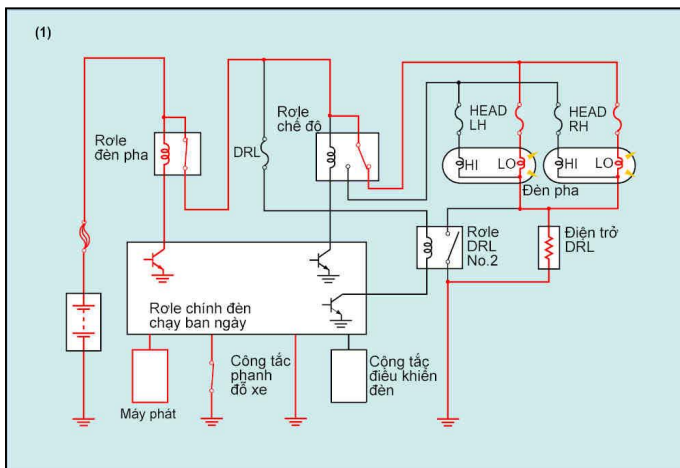 (1)
Rơle
đèn pha
DRL
Rơle
chế độ
HEAD
LH
HEAD
RH
HI
LO
HI
LO
Đèn pha
Rơle
DRL
No.2
Điện trở
DRL
Rơle chính đèn
chạy ban ngày
Máy phát
Công tắc
phanh
đỗ xe
Công tắc
điều khiển
đèn